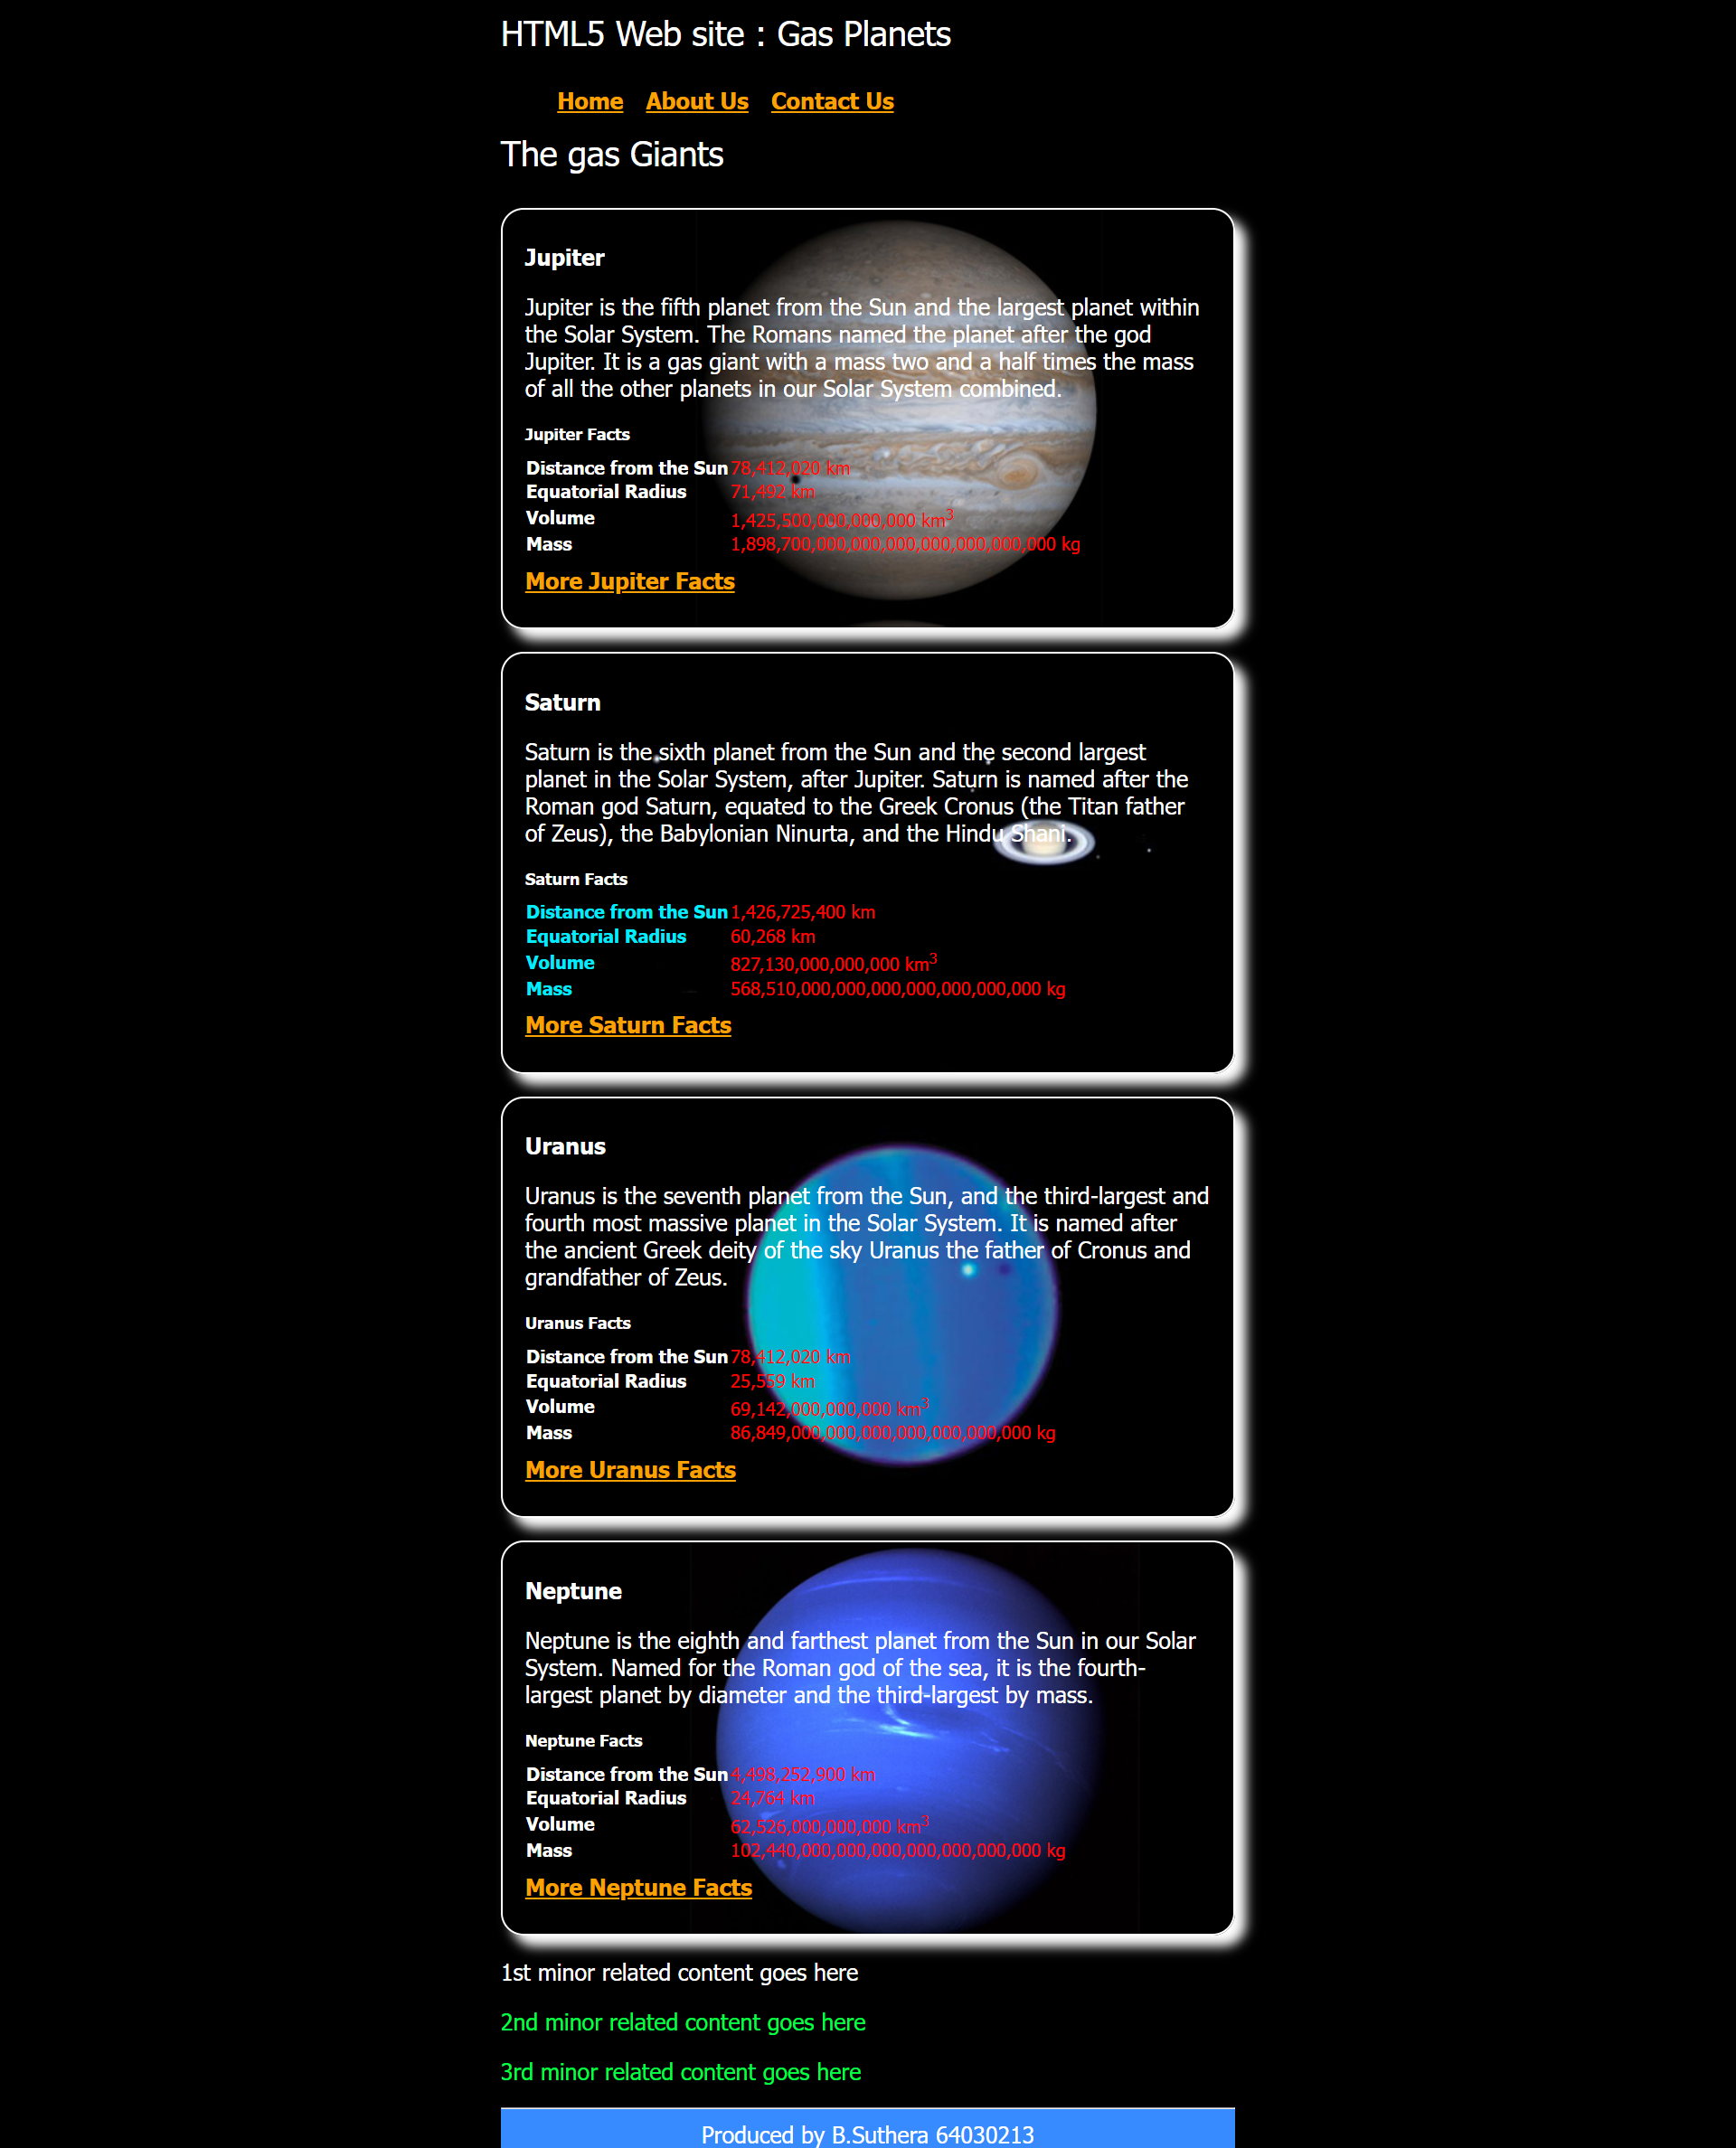 HTML5 Web site : Gas Planets
Home About Us Contact Us
The gas Giants
Jupiter
Jupiter is the fifth planet from the Sun and the largest planet within
the Solar System. The Romans named the planet after the god
Jupiter. It is a gas giant with a mass two and a half times the mass
of all the other planets in our Solar System combined.
Jupiter Facts
Distance from the Sun 78,412,020 km
Equatorial Radius 71,492 km
Volume 1,425,500,000,000,000 km³
Mass 1,898,700,000,000,000,000,000,000,000 kg
More Jupiter Facts
Saturn
Saturn is the sixth planet from the Sun and the second largest
planet in the Solar System, after Jupiter. Saturn is named after the
Roman god Saturn, equated to the Greek Cronus (the Titan father
of Zeus), the Babylonian Ninurta, and the Hindu Shani.
Saturn Facts
Distance from the Sun 1,426,725,400 km
Equatorial Radius 60,268 km
Volume 827,130,000,000,000 km³
Mass 568,510,000,000,000,000,000,000,000 kg
More Saturn Facts
Uranus
Uranus is the seventh planet from the Sun, and the third-largest and
fourth most massive planet in the Solar System. It is named after
the ancient Greek deity of the sky Uranus the father of Cronus and
grandfather of Zeus.
Uranus Facts
Distance from the Sun 78,412,020 km
Equatorial Radius 25,559 km
Volume 69,142,000,000,000 km³
Mass 86,849,000,000,000,000,000,000,000 kg
More Uranus Facts
Neptune
Neptune is the eighth and farthest planet from the Sun in our Solar
System. Named for the Roman god of the sea, it is the fourth-
largest planet by diameter and the third-largest by mass.
Neptune Facts
Distance from the Sun 4,498,252,900 km
Equatorial Radius 24,764 km
Volume 62,526,000,000,000 km³
Mass 102,440,000,000,000,000,000,000,000 kg
More Neptune Facts
1st minor related content goes here
2nd minor related content goes here
3rd minor related content goes here
Produced by B.Suthera 64030213